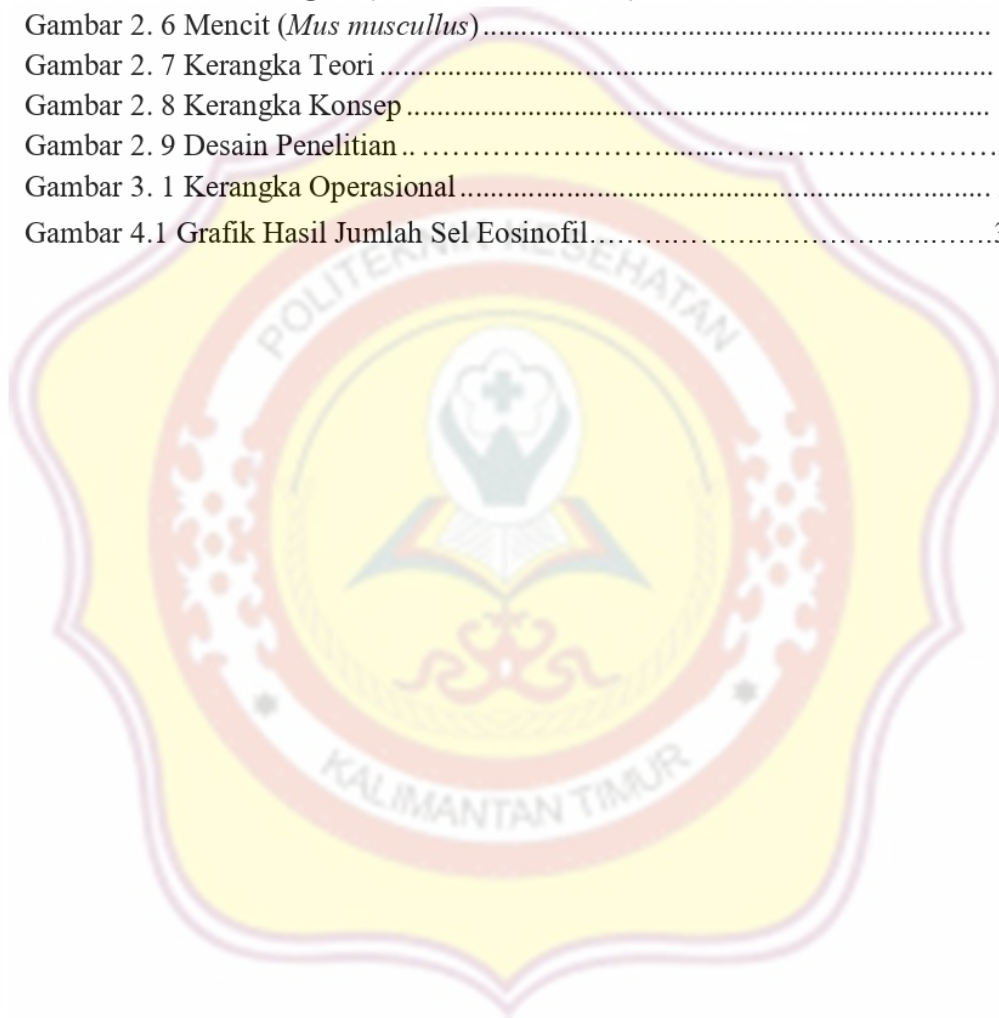 Gambar 2. 6 Mencit (Mus muscullus)........................................................................
Gambar 2. 7 Kerangka Teori........................................................................................
Gambar 2. 8 Kerangka Konsep....................................................................................
Gambar 2. 9 Desain Penelitian.. ..................................................................................
Gambar 3. 1 Kerangka Operasional.............................................................................
Gambar 4.1 Grafik Hasil Jumlah Sel Eosinofil............................................................
POLITEKNIK KESEHATAN
KALIMANTAN TIMUR